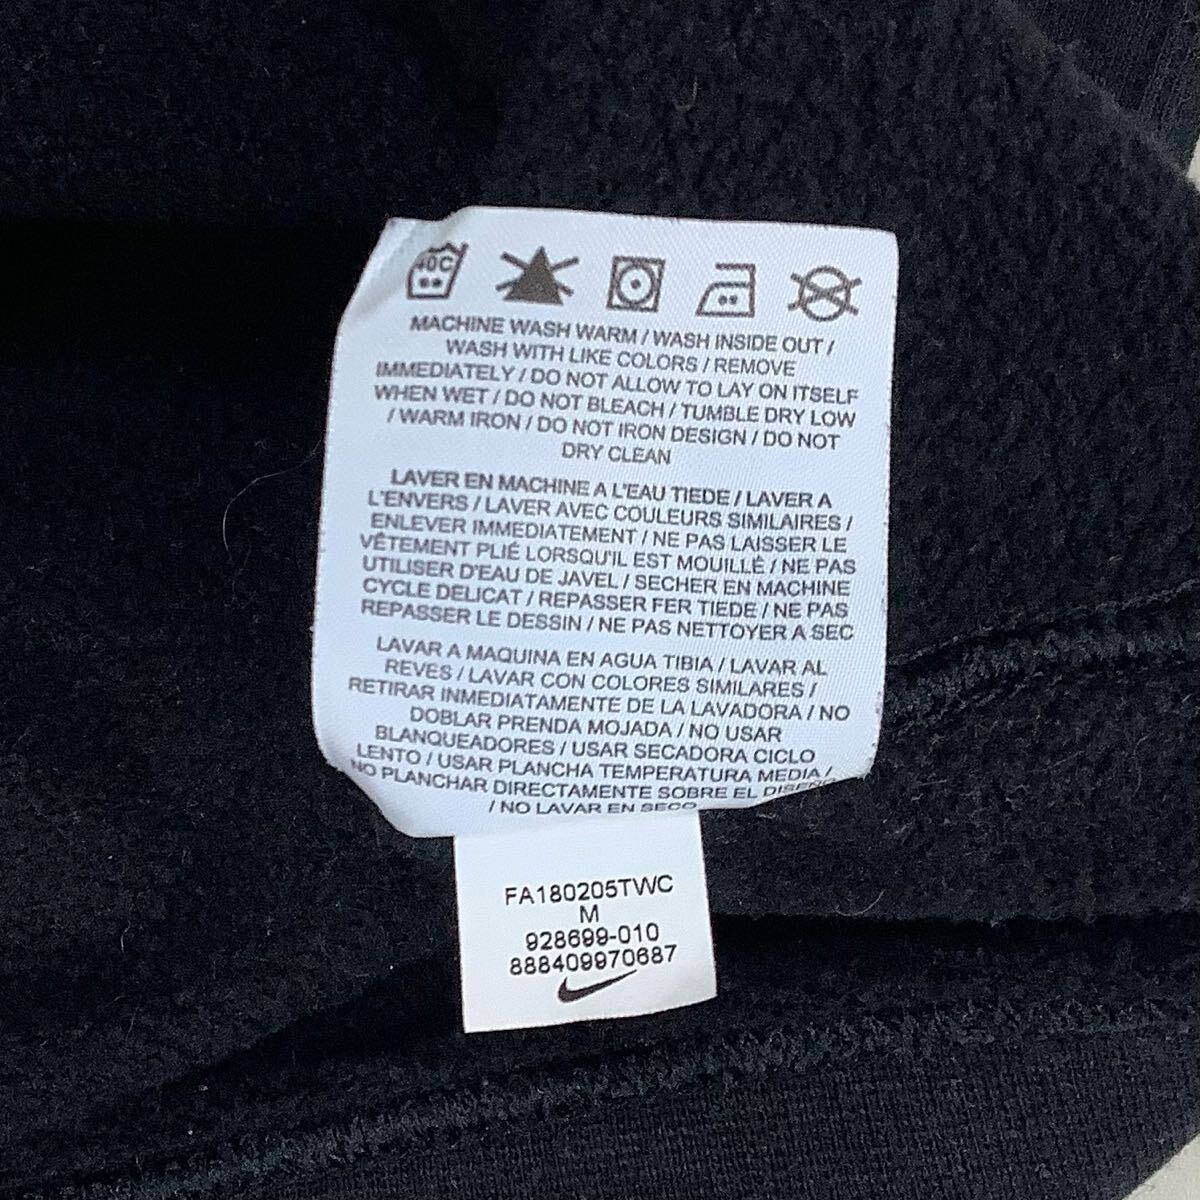 40C
MACHINE WASH WARM / WASH INSIDE OUT /
WASH WITH LIKE COLORS / REMOVE
IMMEDIATELY / DO NOT ALLOW TO LAY ON ITSELF
WHEN WET / DO NOT BLEACH / TUMBLE DRY LOW
/ WARM IRON / DO NOT IRON DESIGN / DO NOT
DRY CLEAN
LAVER EN MACHINE A L'EAU TIEDE / LAVER A
L'ENVERS / LAVER AVEC COULEURS SIMILAIRES /
ENLEVER IMMEDIATEMENT / NE PAS LAISSER LE
VÊTEMENT PLIÉ LORSQU'IL EST MOUILLÉ / NE PAS
UTILISER D'EAU DE JAVEL / SECHER EN MACHINE
CYCLE DELICAT / REPASSER FER TIEDE / NE PAS
REPASSER LE DESSIN / NE PAS NETTOYER A SEC
LAVAR A MAQUINA EN AGUA TIBIA / LAVAR AL
REVES / LAVAR CON COLORES SIMILARES /
RETIRAR INMEDIATAMENTE DE LA LAVADORA / NO
DOBLAR PRENDA MOJADA / NO USAR
BLANQUEADORES / USAR SECADORA CICLO
LENTO / USAR PLANCHA TEMPERATURA MEDIA /
NO PLANCHAR DIRECTAMENTE SOBRE EL DISEÑO
/ NO LAVAR EN SECO
FA180205TWC
M
928699-010
888409970687